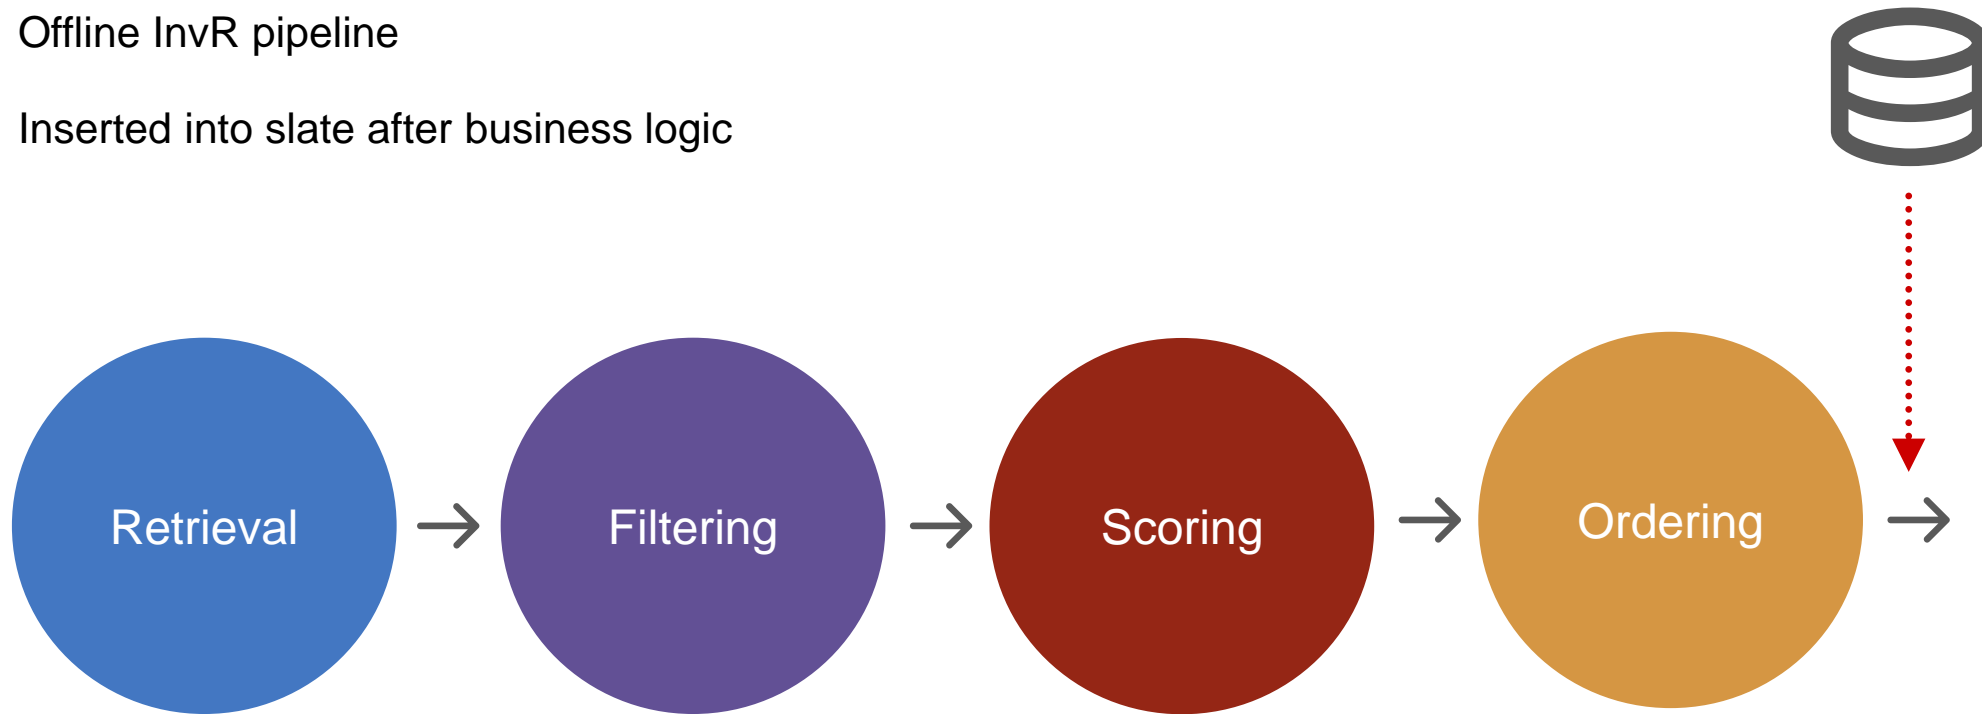 Offline InvR pipeline
Inserted into slate after business logic
Retrieval
Filtering
Scoring
Ordering